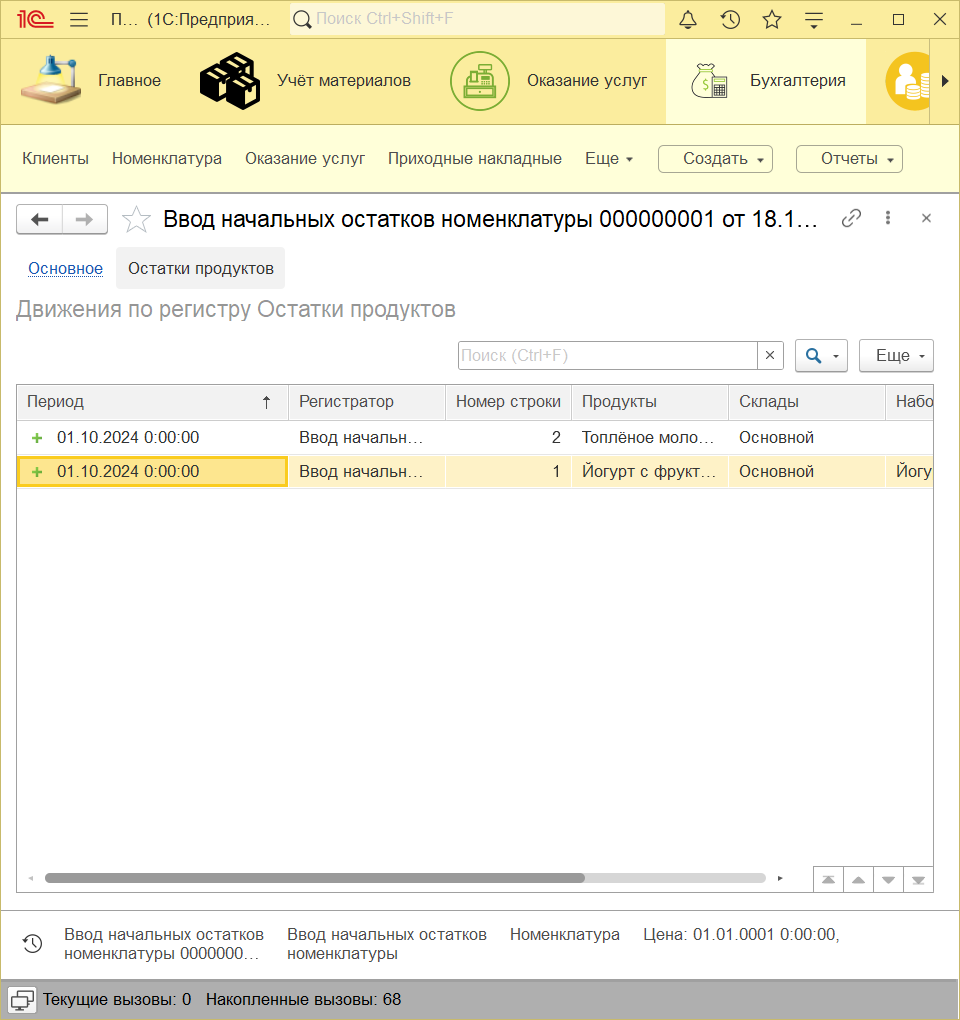 1С П... (1С:Предприя... Поиск Ctrl+Shift+F
Главное Учёт материалов Оказание услуг Бухгалтерия
Клиенты Номенклатура Оказание услуг Приходные накладные Еще Создать Отчеты
Ввод начальных остатков номенклатуры 000000001 от 18.1...
Основное Остатки продуктов
Движения по регистру Остатки продуктов
Поиск (Ctrl+F) × Еще
Период ↑ Регистратор Номер строки Продукты Склады Набо
01.10.2024 0:00:00 Ввод начальн... 2 Топлёное моло... Основной
01.10.2024 0:00:00 Ввод начальн... 1 Йогурт с фрукт... Основной Йогу
Ввод начальных остатков номенклатуры 0000000... Ввод начальных остатков номенклатуры Номенклатура Цена: 01.01.0001 0:00:00,
Текущие вызовы: 0 Накопленные вызовы: 68